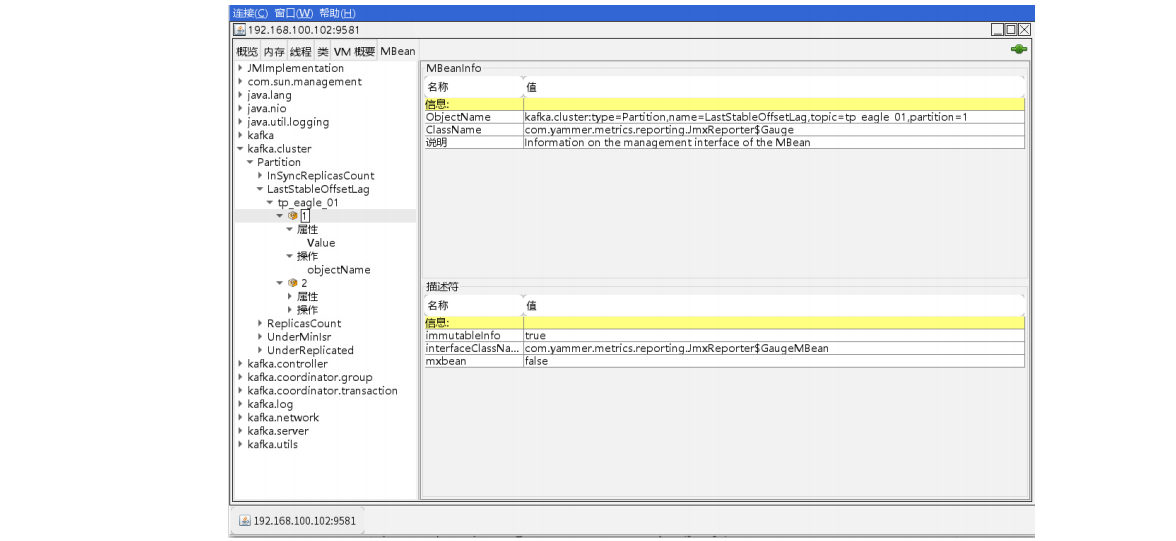 连接(C) 窗口(W) 帮助(H)
192.168.100.102:9581
概览 内存 线程 类 VM 概要 MBean
JMImplementation
com.sun.management
java.lang
java.nio
java.util.logging
kafka
kafka.cluster
Partition
InSyncReplicasCount
LastStableOffsetLag
tp_eagle_01
1
属性
Value
操作
objectName
2
属性
操作
ReplicasCount
UnderMinIsr
UnderReplicated
kafka.controller
kafka.coordinator.group
kafka.coordinator.transaction
kafka.log
kafka.network
kafka.server
kafka.utils
MBeanInfo
名称 值
信息:
ObjectName kafka.cluster:type=Partition,name=LastStableOffsetLag,topic=tp_eagle_01,partition=1
ClassName com.yammer.metrics.reporting.JmxReporter$Gauge
说明 Information on the management interface of the MBean
描述符
名称 值
信息:
immutableInfo true
interfaceClassNa... com.yammer.metrics.reporting.JmxReporter$GaugeMBean
mxbean false
192.168.100.102:9581